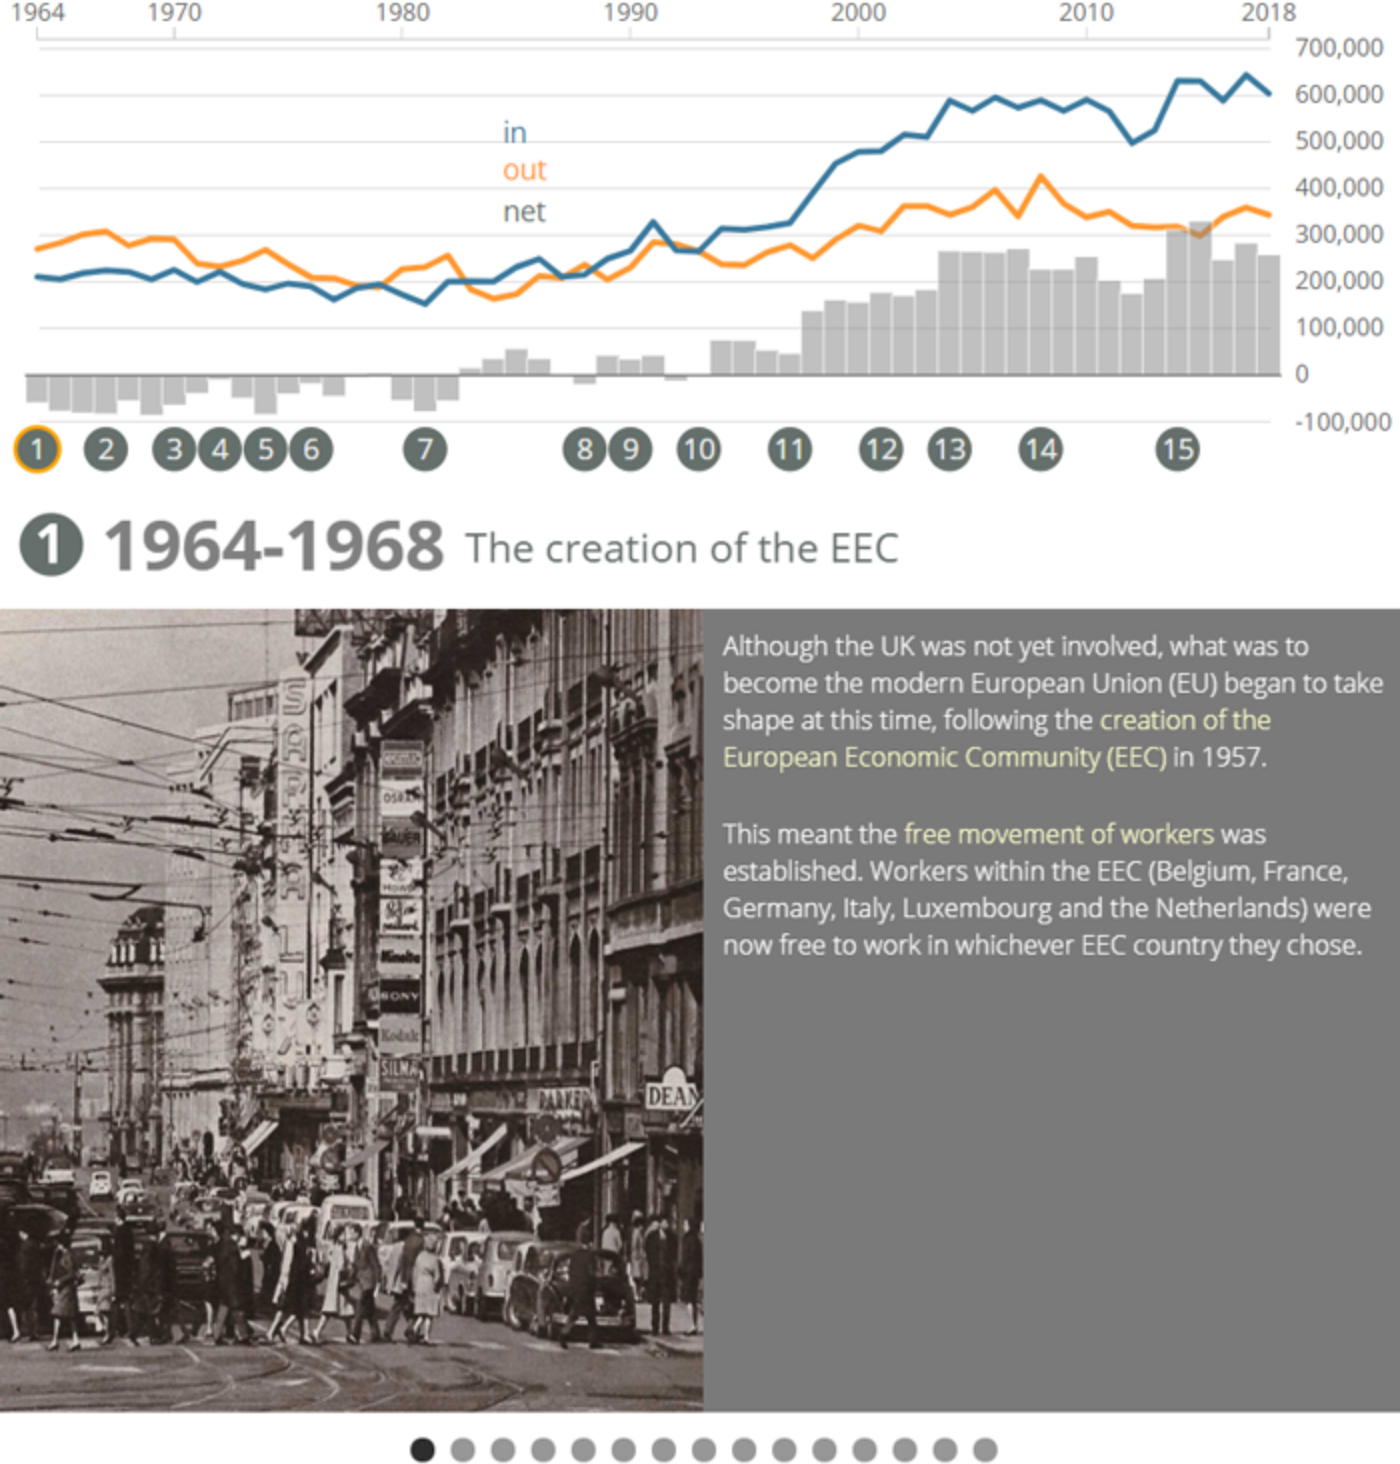 1964 1970 1980 1990 2000 2010 2018
700,000
600,000
in
500,000
out
400,000
net
300,000
200,000
100,000
0
-100,000
1 2 3 4 5 6 7 8 9 10 11 12 13 14 15
1 1964-1968 The creation of the EEC
Although the UK was not yet involved, what was to
become the modern European Union (EU) began to take
shape at this time, following the creation of the
European Economic Community (EEC) in 1957.
This meant the free movement of workers was
established. Workers within the EEC (Belgium, France,
Germany, Italy, Luxembourg and the Netherlands) were
now free to work in whichever EEC country they chose.
OSRAM
Minolta
SONY
Kodak
SILMA
DEAN